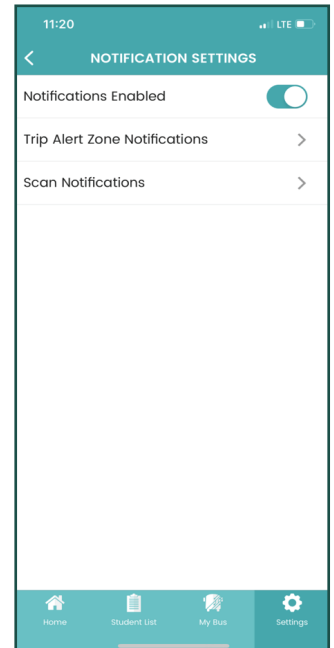 11:20
LTE
NOTIFICATION SETTINGS
Notifications Enabled
Trip Alert Zone Notifications
Scan Notifications
Home Student List My Bus Settings